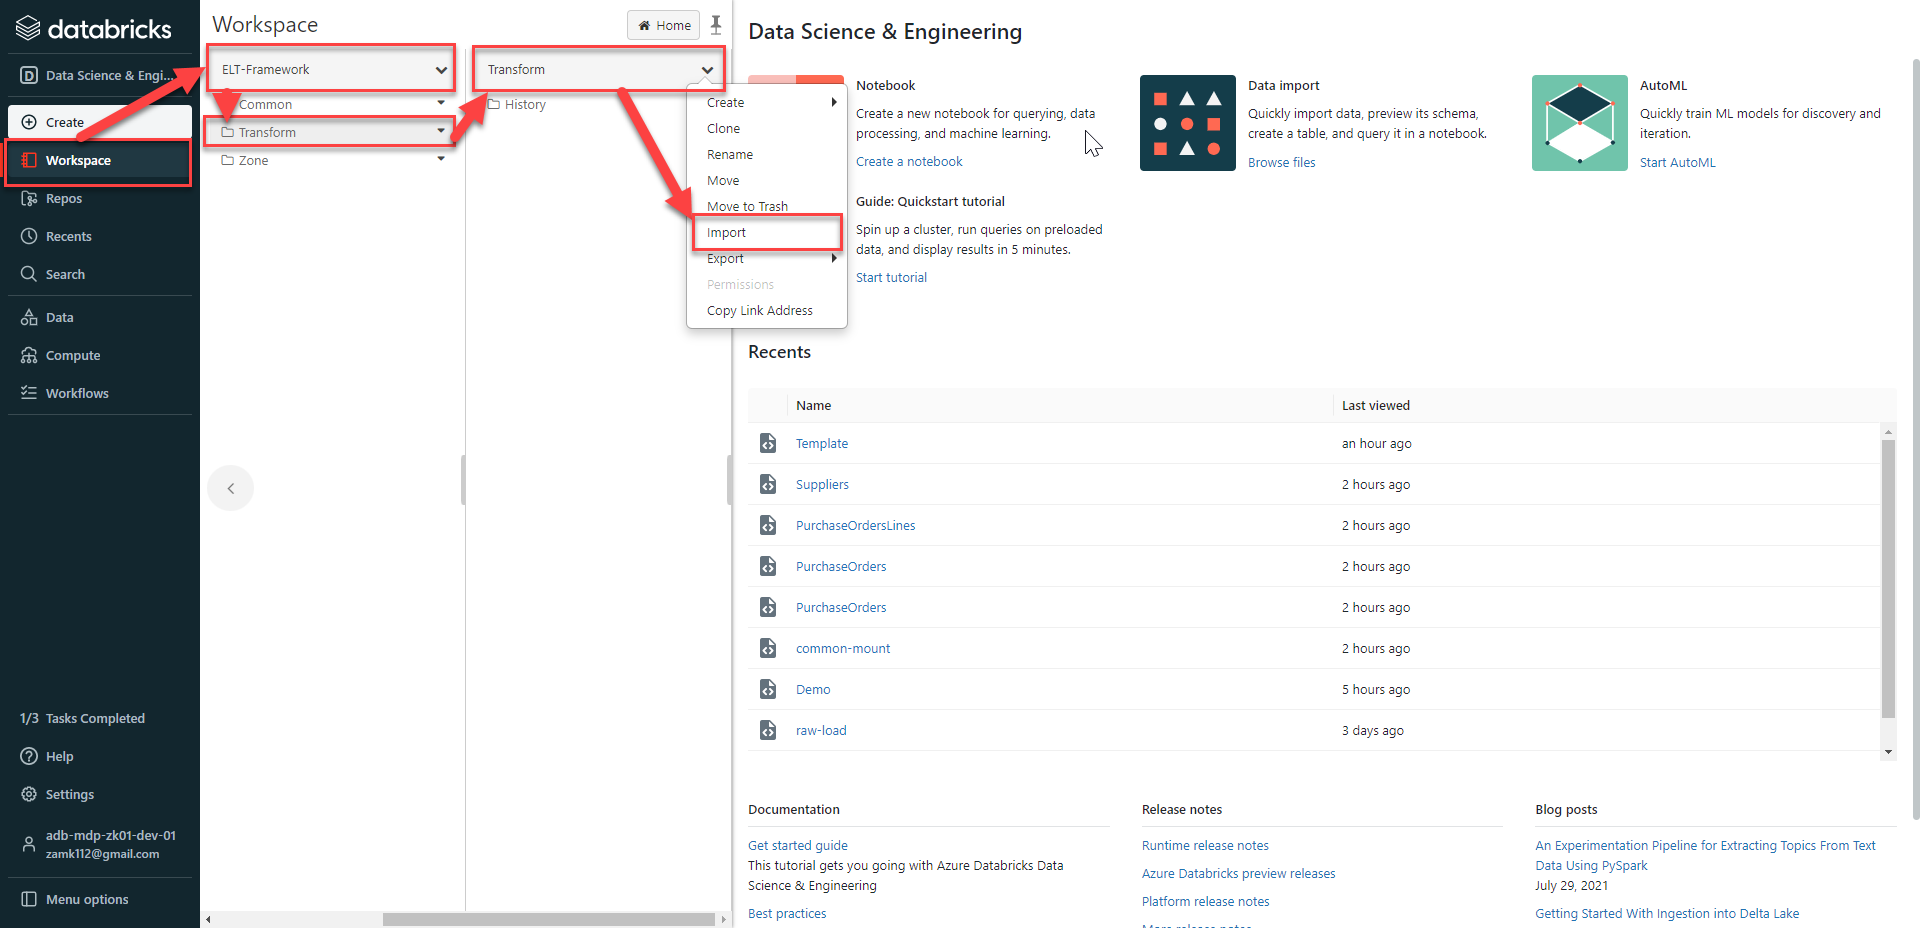 databricks
Data Science & Engi...
Create
Workspace
Repos
Recents
Search
Data
Compute
Workflows
1/3 Tasks Completed
Help
Settings
adb-mdp-zk01-dev-01
zamk112@gmail.com
Menu options
Workspace
Home
ELT-Framework
Common
Transform
Zone
Transform
History
Create
Clone
Rename
Move
Move to Trash
Import
Export
Permissions
Copy Link Address
Data Science & Engineering
Notebook
Create a new notebook for querying, data
processing, and machine learning.
Create a notebook
Guide: Quickstart tutorial
Spin up a cluster, run queries on preloaded
data, and display results in 5 minutes.
Start tutorial
Data import
Quickly import data, preview its schema,
create a table, and query it in a notebook.
Browse files
AutoML
Quickly train ML models for discovery and
iteration.
Start AutoML
Recents
Name Last viewed
Template an hour ago
Suppliers 2 hours ago
PurchaseOrdersLines 2 hours ago
PurchaseOrders 2 hours ago
PurchaseOrders 2 hours ago
common-mount 2 hours ago
Demo 5 hours ago
raw-load 3 days ago
Documentation
Get started guide
This tutorial gets you going with Azure Databricks Data
Science & Engineering
Best practices
Release notes
Runtime release notes
Azure Databricks preview releases
Platform release notes
More release notes
Blog posts
An Experimentation Pipeline for Extracting Topics From Text
Data Using PySpark
July 29, 2021
Getting Started With Ingestion into Delta Lake